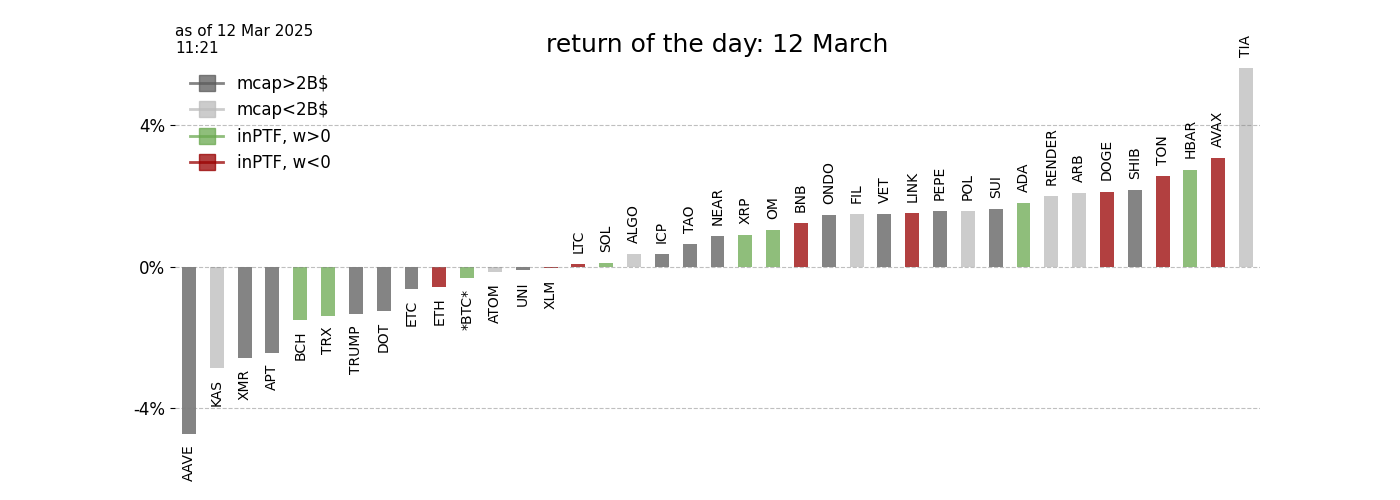 as of 12 Mar 2025
11:21
return of the day: 12 March
mcap>2B$
mcap<2B$
inPTF, w>0
inPTF, w<0
4%
0%
-4%
AAVE
KAS
XMR
APT
BCH
TRX
TRUMP
DOT
ETC
ETH
*BTC*
ATOM
UNI
XLM
LTC
SOL
ALGO
ICP
TAO
NEAR
XRP
OM
BNB
ONDO
FIL
VET
LINK
PEPE
POL
SUI
ADA
RENDER
ARB
DOGE
SHIB
TON
HBAR
AVAX
TIA